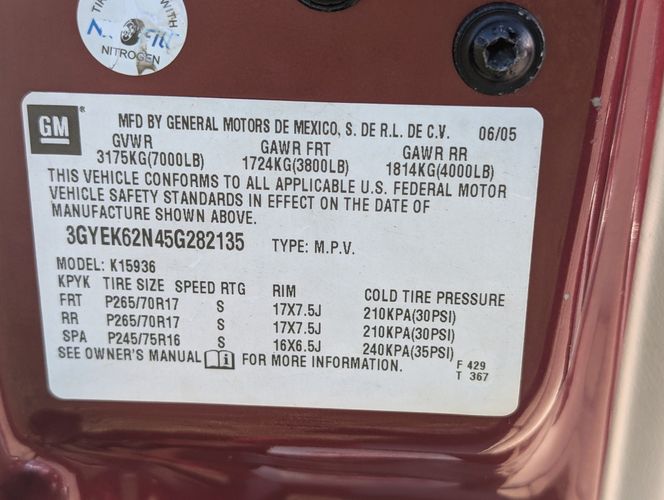 WITH
NITROGEN
GM
MFD BY GENERAL MOTORS DE MEXICO, S. DE R.L. DE C.V. 06/05
GVWR GAWR FRT GAWR RR
3175KG(7000LB) 1724KG(3800LB) 1814KG(4000LB)
THIS VEHICLE CONFORMS TO ALL APPLICABLE U.S. FEDERAL MOTOR
VEHICLE SAFETY STANDARDS IN EFFECT ON THE DATE OF
MANUFACTURE SHOWN ABOVE.
3GYEK62N45G282135 TYPE: M.P.V.
MODEL: K15936
KPYK TIRE SIZE SPEED RTG RIM COLD TIRE PRESSURE
FRT P265/70R17 S 17X7.5J 210KPA(30PSI)
RR P265/70R17 S 17X7.5J 210KPA(30PSI)
SPA P245/75R16 S 16X6.5J 240KPA(35PSI)
SEE OWNER'S MANUAL FOR MORE INFORMATION.
F 429
T 367